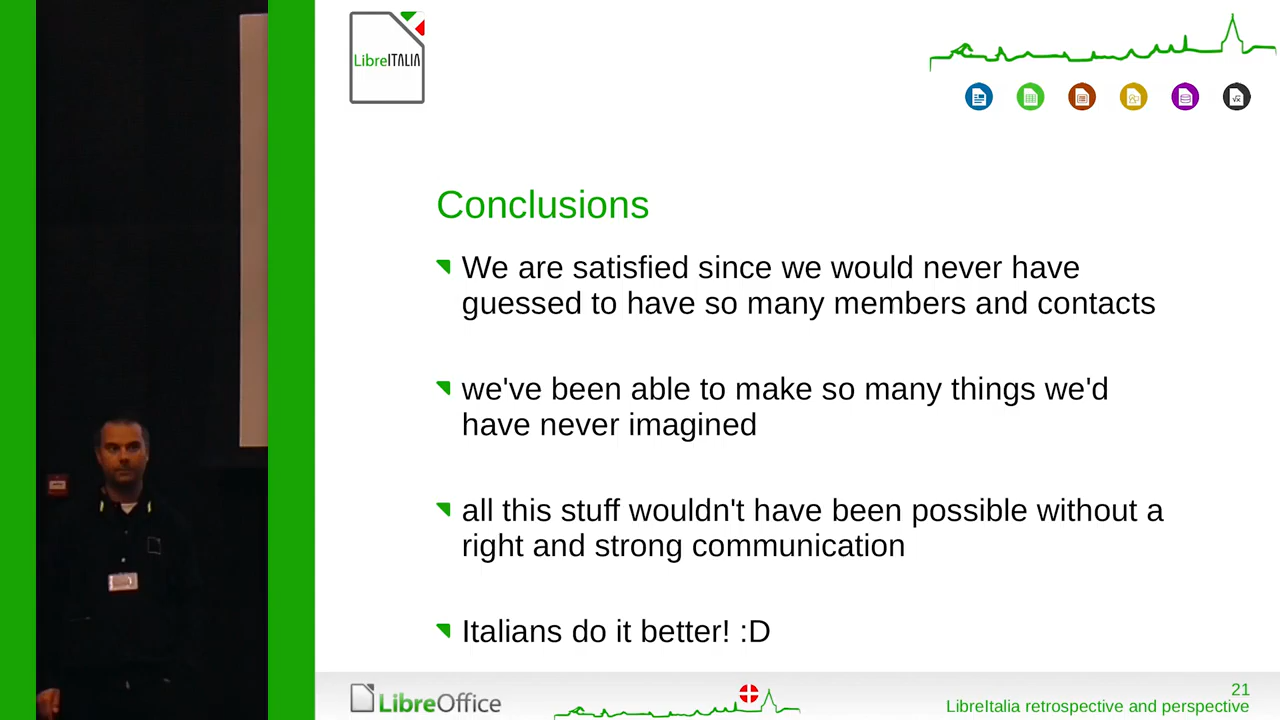 LibreITALIA
Conclusions
We are satisfied since we would never have
guessed to have so many members and contacts
we've been able to make so many things we'd
have never imagined
all this stuff wouldn't have been possible without a
right and strong communication
Italians do it better! :D
LibreOffice
21
LibreItalia retrospective and perspective